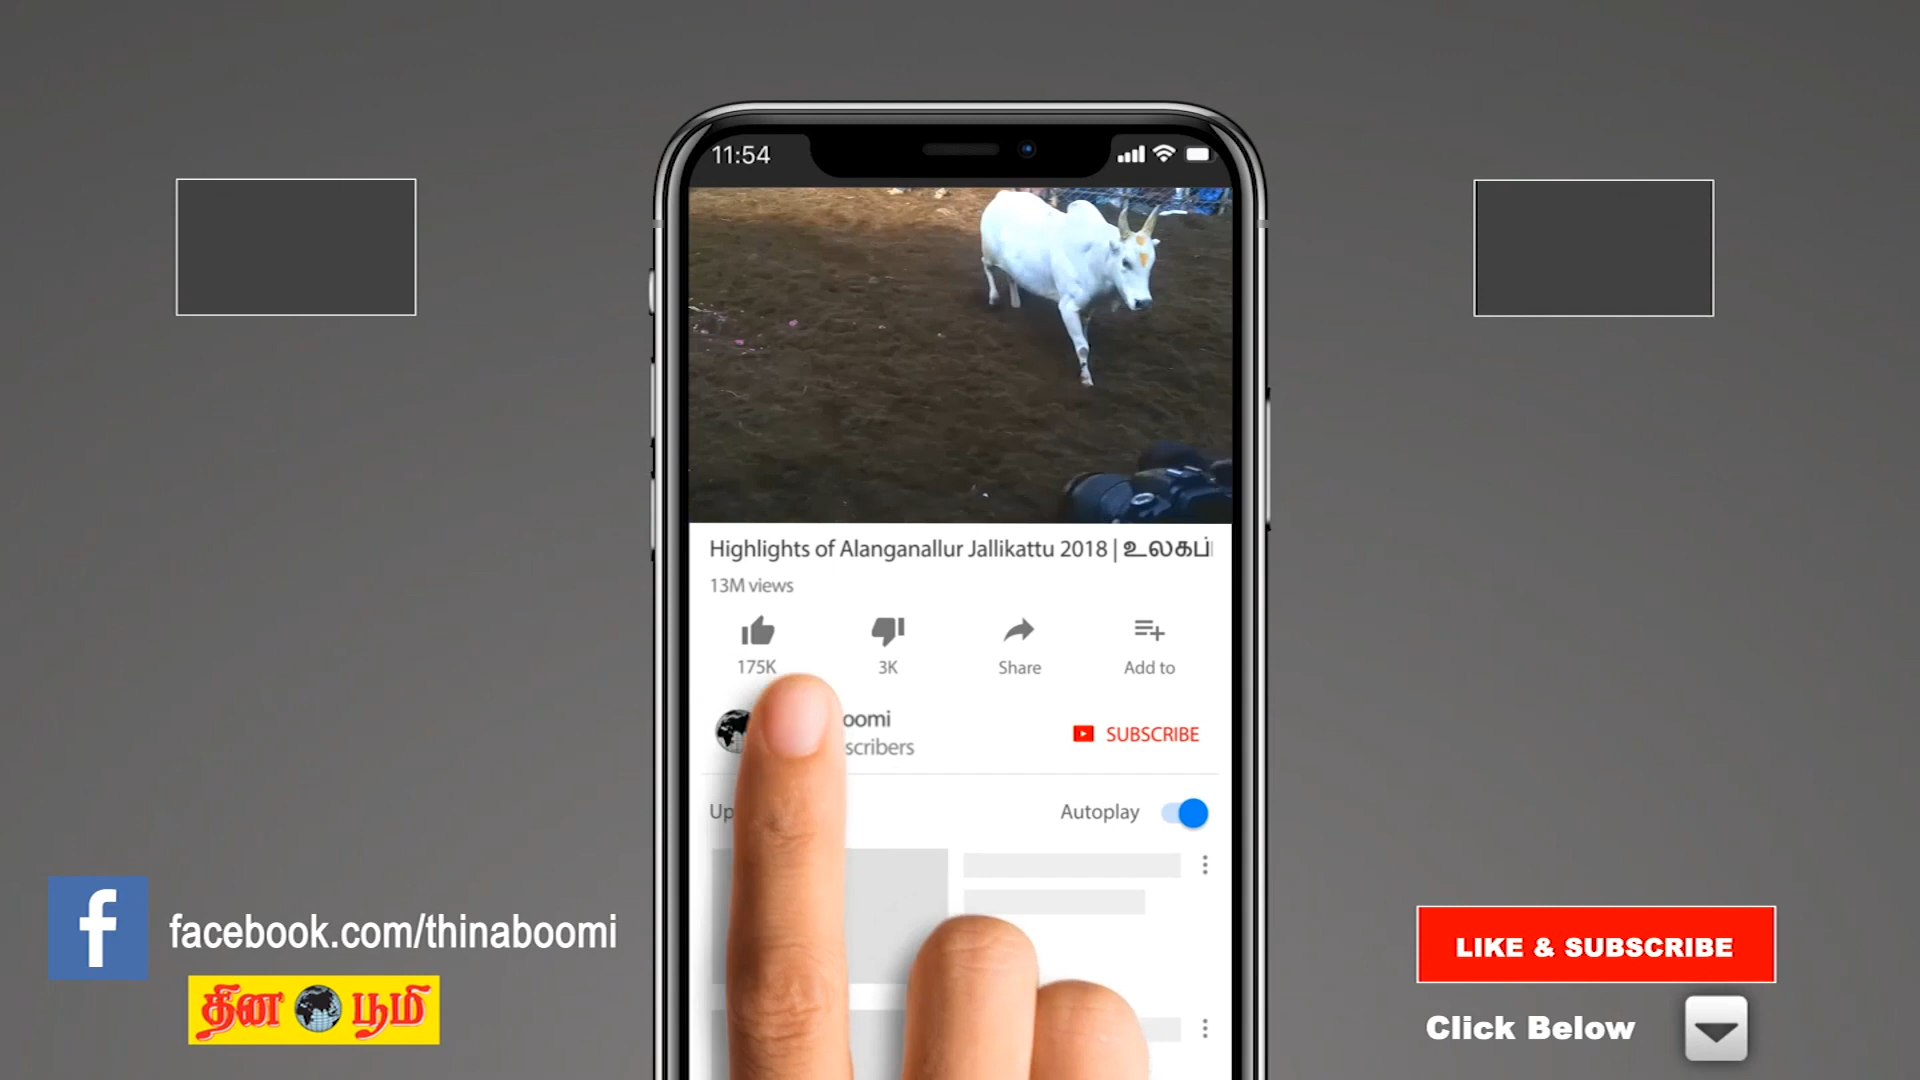 11:54
Highlights of Alanganallur Jallikattu 2018 | உலகப்
13M views
175K
3K
Share
Add to
oomi
scribers
SUBSCRIBE
Up
Autoplay
facebook.com/thinaboomi
தின பூமி
LIKE & SUBSCRIBE
Click Below